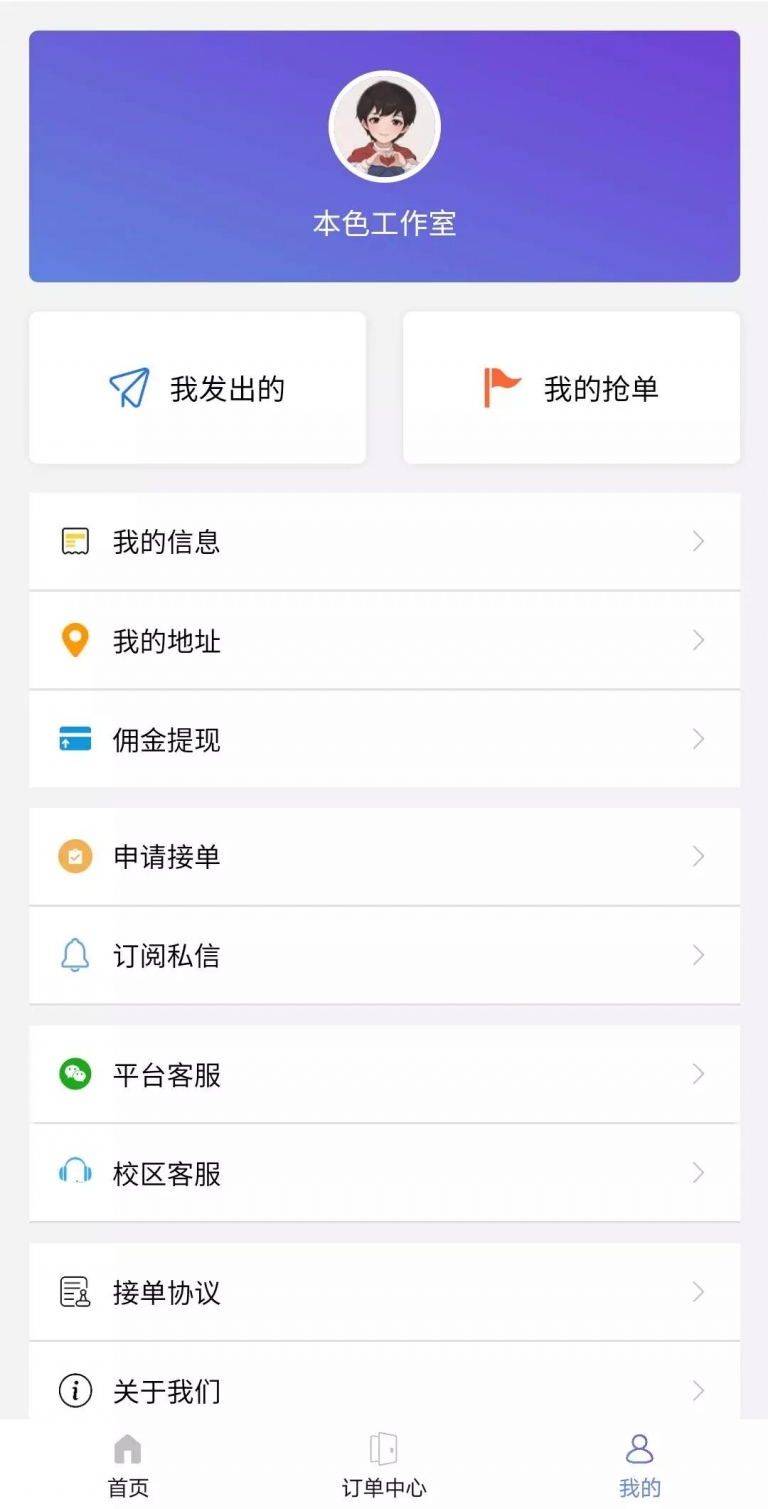 本色工作室
我发出的
我的抢单
我的信息
我的地址
佣金提现
申请接单
订阅私信
平台客服
校区客服
接单协议
关于我们
首页
订单中心
我的